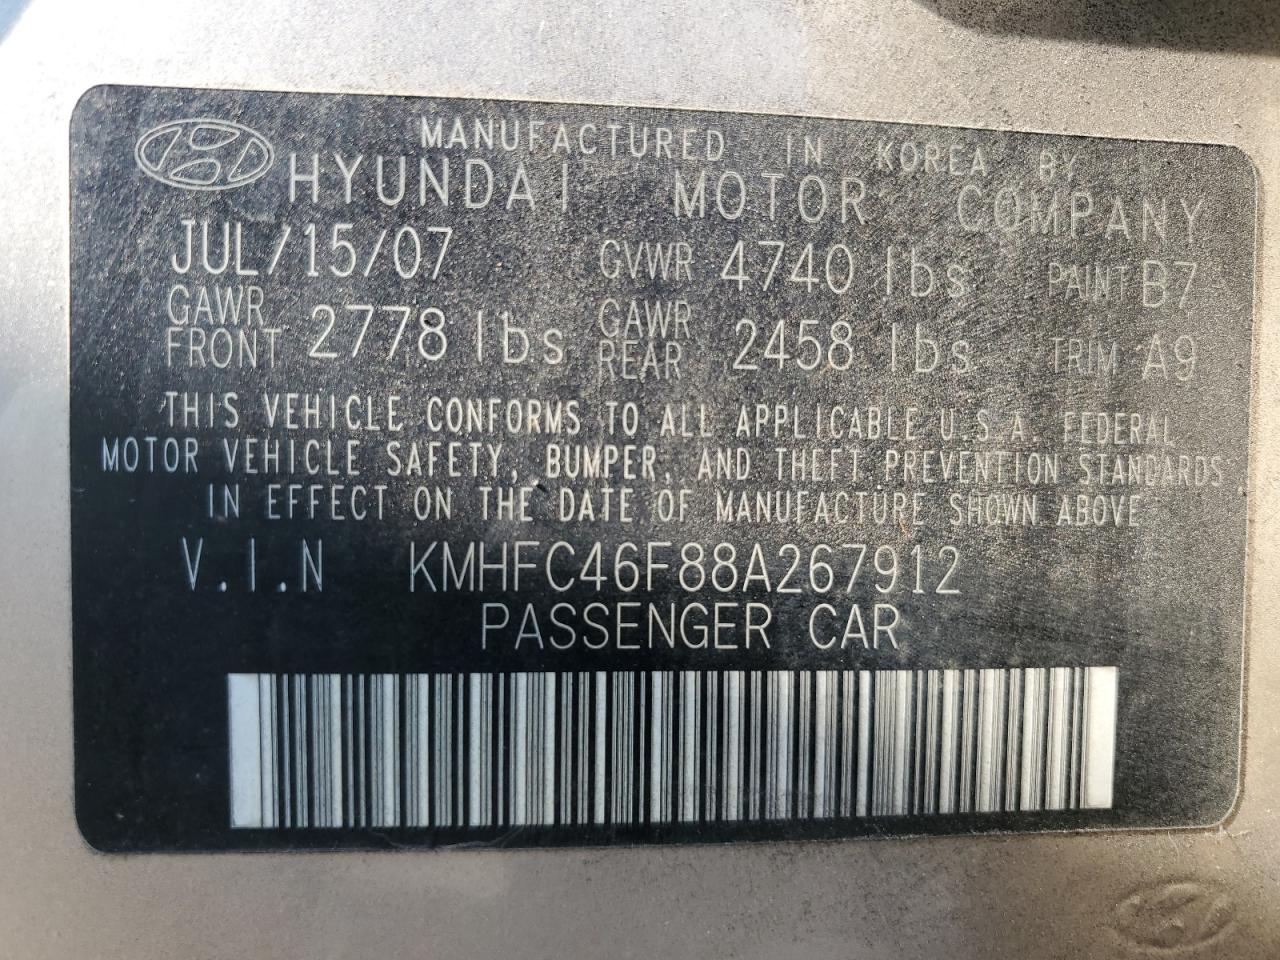 MANUFACTURED IN KOREA BY
HYUNDAI MOTOR COMPANY
JUL/15/07 GVWR 4740 lbs PAINT B7
GAWR FRONT 2778 lbs GAWR REAR 2458 lbs TRIM A9
THIS VEHICLE CONFORMS TO ALL APPLICABLE U.S.A. FEDERAL
MOTOR VEHICLE SAFETY, BUMPER, AND THEFT PREVENTION STANDARDS
IN EFFECT ON THE DATE OF MANUFACTURE SHOWN ABOVE
V.I.N KMHFC46F88A267912
PASSENGER CAR